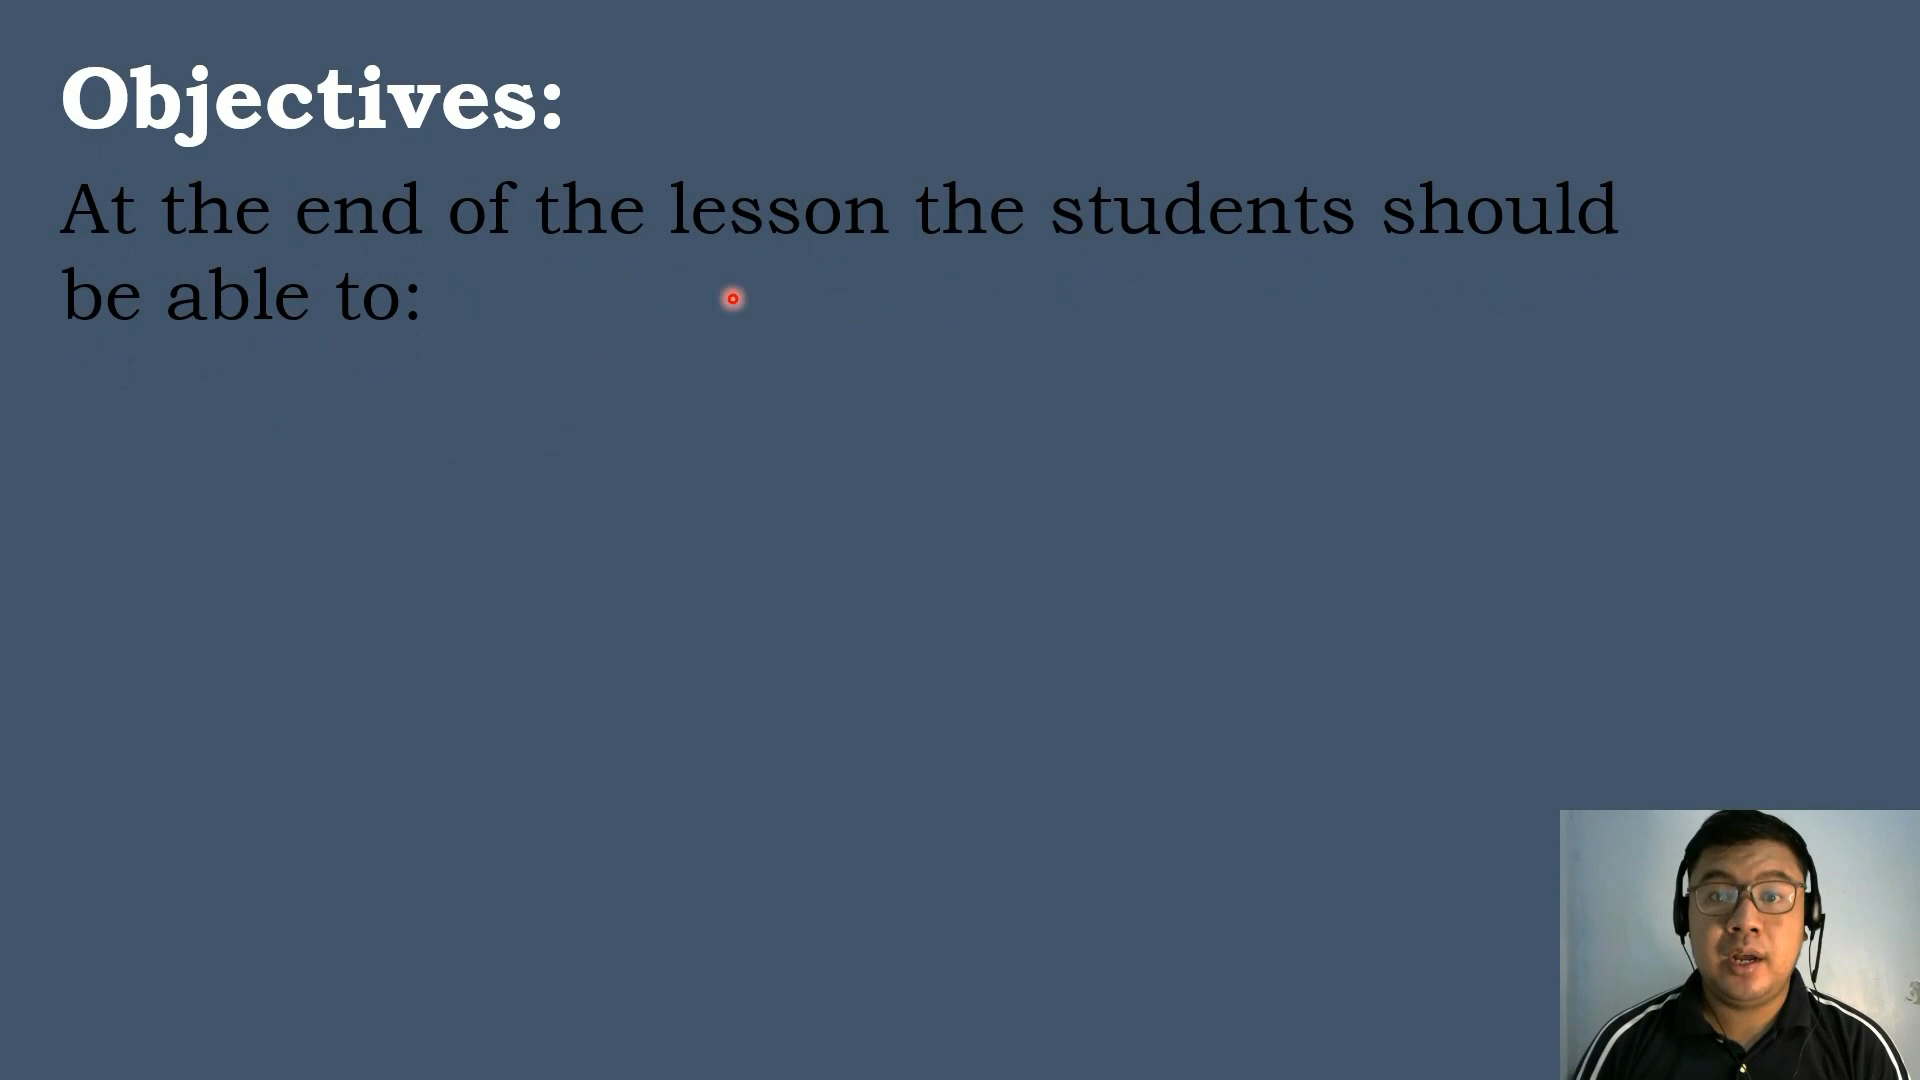 Objectives:
At the end of the lesson the students should
be able to: